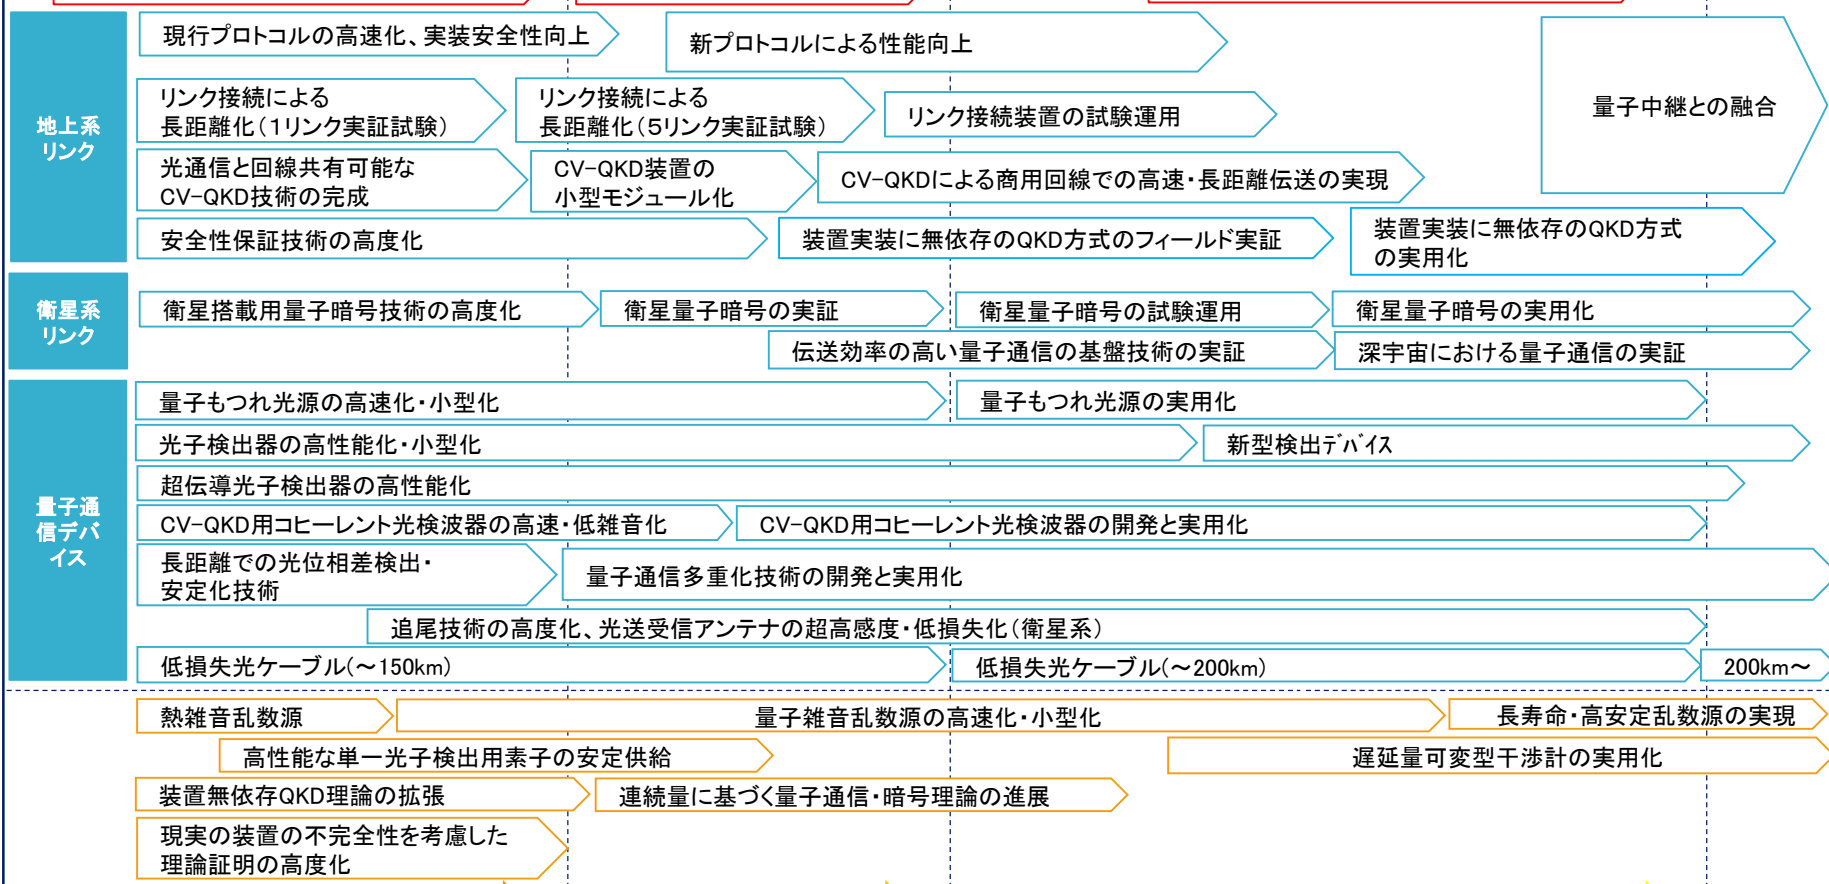 地上系
リンク
現行プロトコルの高速化、実装安全性向上
新プロトコルによる性能向上
量子中継との融合
リンク接続による
長距離化(1リンク実証試験)
リンク接続による
長距離化(5リンク実証試験)
リンク接続装置の試験運用
光通信と回線共有可能な
CV-QKD技術の完成
CV-QKD装置の
小型モジュール化
CV-QKDによる商用回線での高速・長距離伝送の実現
安全性保証技術の高度化
装置実装に無依存のQKD方式のフィールド実証
装置実装に無依存のQKD方式
の実用化
衛星系
リンク
衛星搭載用量子暗号技術の高度化
衛星量子暗号の実証
衛星量子暗号の試験運用
衛星量子暗号の実用化
伝送効率の高い量子通信の基盤技術の実証
深宇宙における量子通信の実証
量子通
信デバ
イス
量子もつれ光源の高速化・小型化
量子もつれ光源の実用化
光子検出器の高性能化・小型化
新型検出デバイス
超伝導光子検出器の高性能化
CV-QKD用コヒーレント光検波器の高速・低雑音化
CV-QKD用コヒーレント光検波器の開発と実用化
長距離での光位相差検出・
安定化技術
量子通信多重化技術の開発と実用化
追尾技術の高度化、光送受信アンテナの超高感度・低損失化(衛星系)
低損失光ケーブル(~150km)
低損失光ケーブル(~200km)
200km~
熱雑音乱数源
量子雑音乱数源の高速化・小型化
長寿命・高安定乱数源の実現
高性能な単一光子検出用素子の安定供給
遅延量可変型干渉計の実用化
装置無依存QKD理論の拡張
連続量に基づく量子通信・暗号理論の進展
現実の装置の不完全性を考慮した
理論証明の高度化